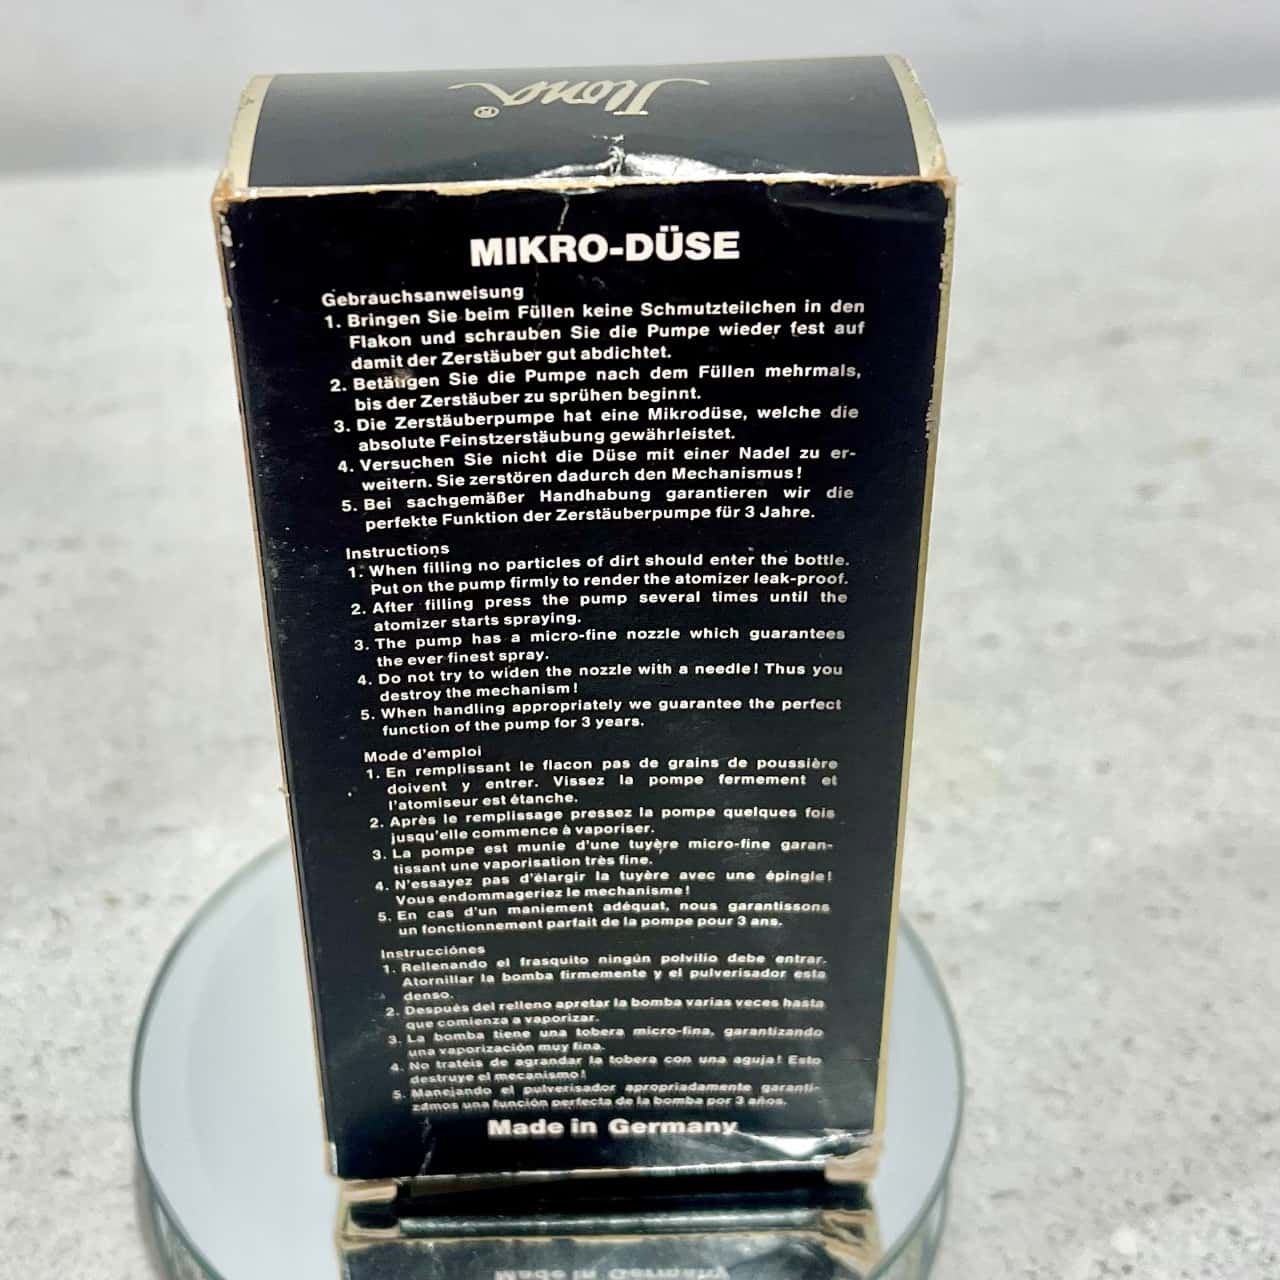 Ilona®
MIKRO-DÜSE
Gebrauchsanweisung
1. Bringen Sie beim Füllen keine Schmutzteilchen in den
Flakon und schrauben Sie die Pumpe wieder fest auf
damit der Zerstäuber gut abdichtet.
2. Betätigen Sie die Pumpe nach dem Füllen mehrmals,
bis der Zerstäuber zu sprühen beginnt.
3. Die Zerstäuberpumpe hat eine Mikrodüse, welche die
absolute Feinstzerstäubung gewährleistet.
4. Versuchen Sie nicht die Düse mit einer Nadel zu er-
weitern. Sie zerstören dadurch den Mechanismus!
5. Bei sachgemäßer Handhabung garantieren wir die
perfekte Funktion der Zerstäuberpumpe für 3 Jahre.
Instructions
1. When filling no particles of dirt should enter the bottle.
Put on the pump firmly to render the atomizer leak-proof.
2. After filling press the pump several times until the
atomizer starts spraying.
3. The pump has a micro-fine nozzle which guarantees
the ever finest spray.
4. Do not try to widen the nozzle with a needle! Thus you
destroy the mechanism!
5. When handling appropriately we guarantee the perfect
function of the pump for 3 years.
Mode d'emploi
1. En remplissant le flacon pas de grains de poussière
doivent y entrer. Vissez la pompe fermement et
l'atomiseur est étanche.
2. Après le remplissage pressez la pompe quelques fois
jusqu'elle commence à vaporiser.
3. La pompe est munie d'une tuyère micro-fine garan-
tissant une vaporisation très fine.
4. N'essayez pas d'élargir la tuyère avec une épingle!
Vous endommageriez le mechanisme!
5. En cas d'un maniement adéquat, nous garantissons
un fonctionnement parfait de la pompe pour 3 ans.
Instrucciónes
1. Rellenando el frasquito ningún polvilio debe entrar.
Atornillar la bomba firmemente y el pulverisador esta
denso.
2. Después del relleno apretar la bomba varias veces hasta
que comienza a vaporizar.
3. La bomba tiene una tobera micro-fina, garantizando
una vaporización muy fina.
4. No tratéis de agrandar la tobera con una aguja! Esto
destruye el mecanismo!
5. Manejando el pulverisador apropriadamente garanti-
zámos una función perfecta de la bomba por 3 años.
Made in Germany